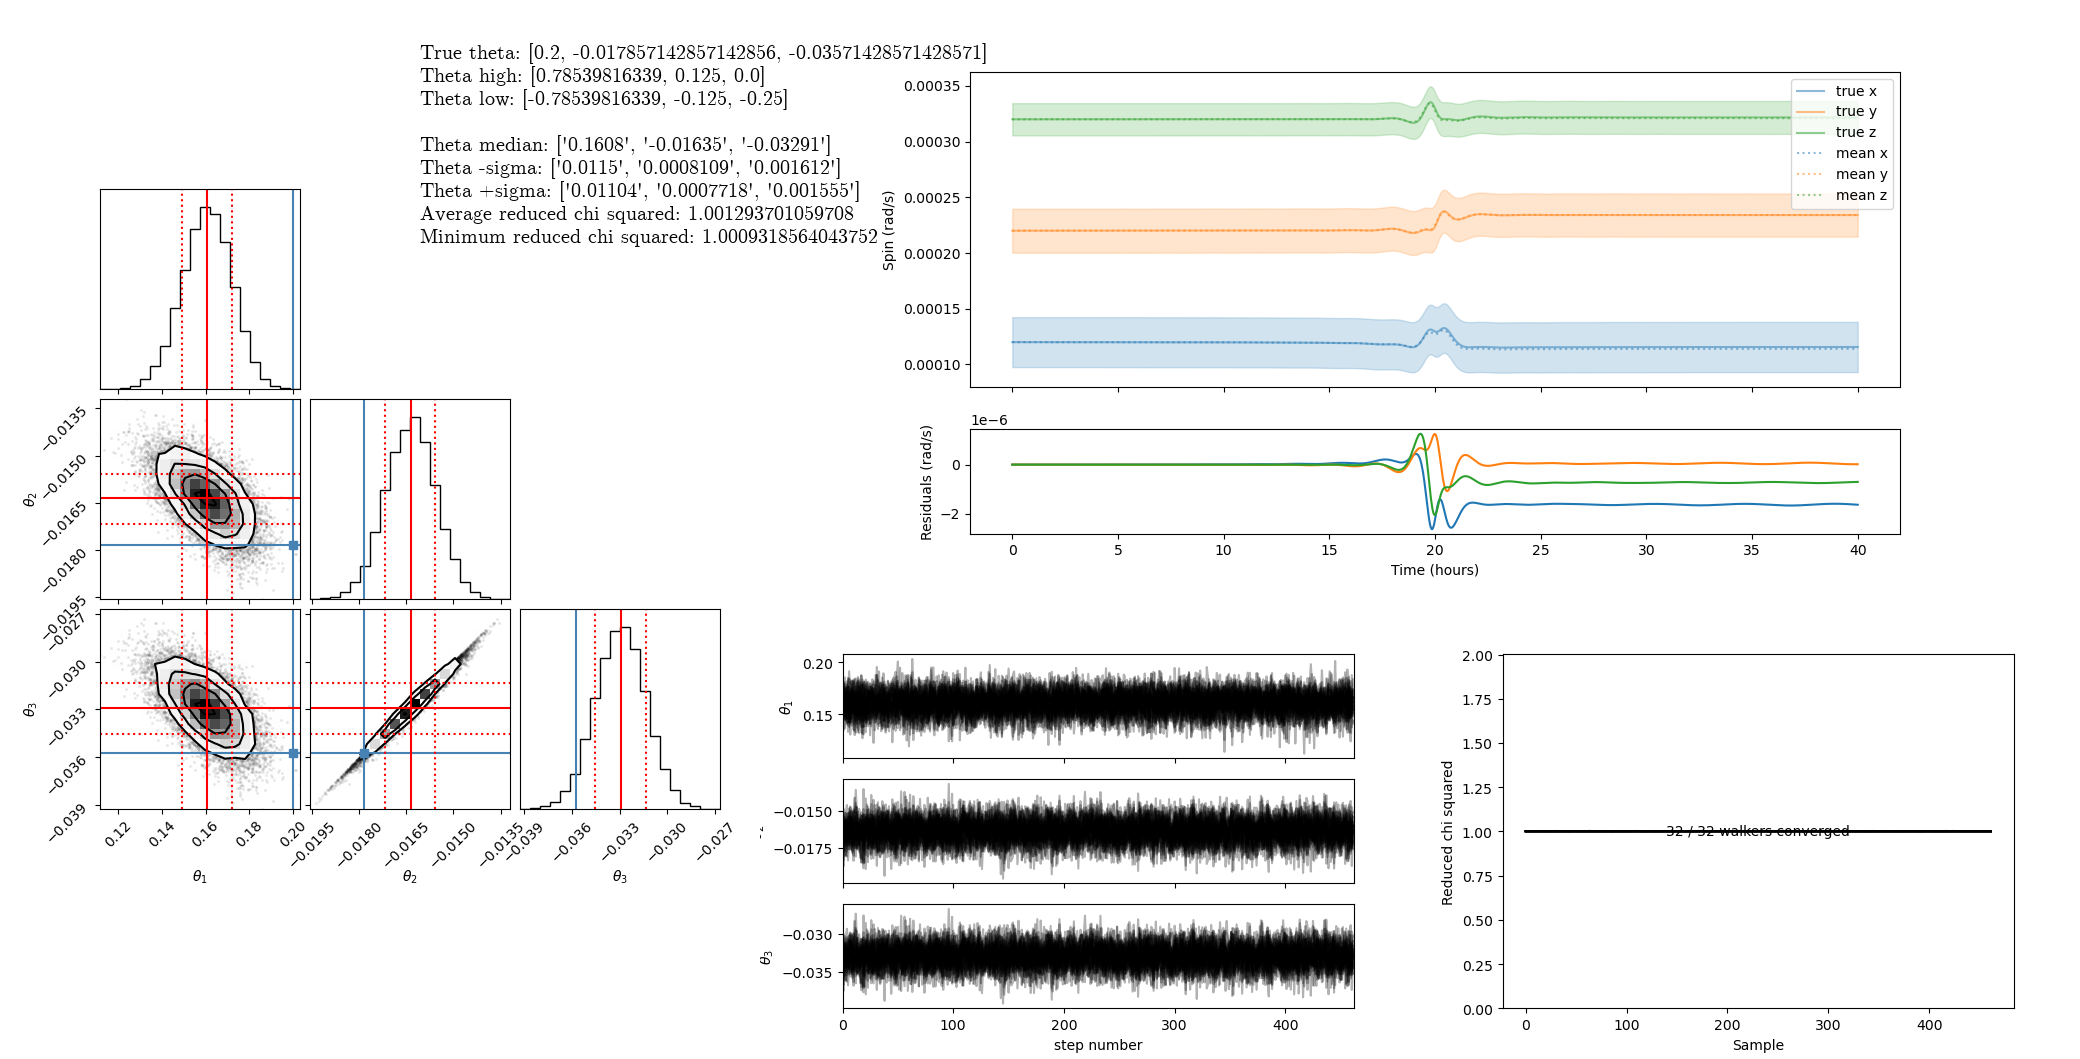 True theta: [0.2, -0.017857142857142856, -0.03571428571428571]
Theta high: [0.78539816339, 0.125, 0.0]
Theta low: [-0.78539816339, -0.125, -0.25]
Theta median: ['0.1608', '-0.01635', '-0.03291']
Theta -sigma: ['0.0115', '0.0008109', '0.001612']
Theta +sigma: ['0.01104', '0.0007718', '0.001555']
Average reduced chi squared: 1.001293701059708
Minimum reduced chi squared: 1.0009318564043752
θ2
−0.0135
−0.0150
−0.0165
−0.0180
−0.0195
θ3
−0.027
−0.030
−0.033
−0.036
−0.039
0.12 0.14 0.16 0.18 0.20
θ1
−0.0195 −0.0180 −0.0165 −0.0150 −0.0135
θ2
−0.039 −0.036 −0.033 −0.030 −0.027
θ3
Spin (rad/s)
0.00035
0.00030
0.00025
0.00020
0.00015
0.00010
true x
true y
true z
mean x
mean y
mean z
1e−6
Residuals (rad/s)
0
−2
0 5 10 15 20 25 30 35 40
Time (hours)
θ1
0.20
0.15
−0.0150
−0.0175
θ3
−0.030
−0.035
0 100 200 300 400
step number
Reduced chi squared
2.00
1.75
1.50
1.25
1.00
0.75
0.50
0.25
0.00
32 / 32 walkers converged
0 100 200 300 400
Sample